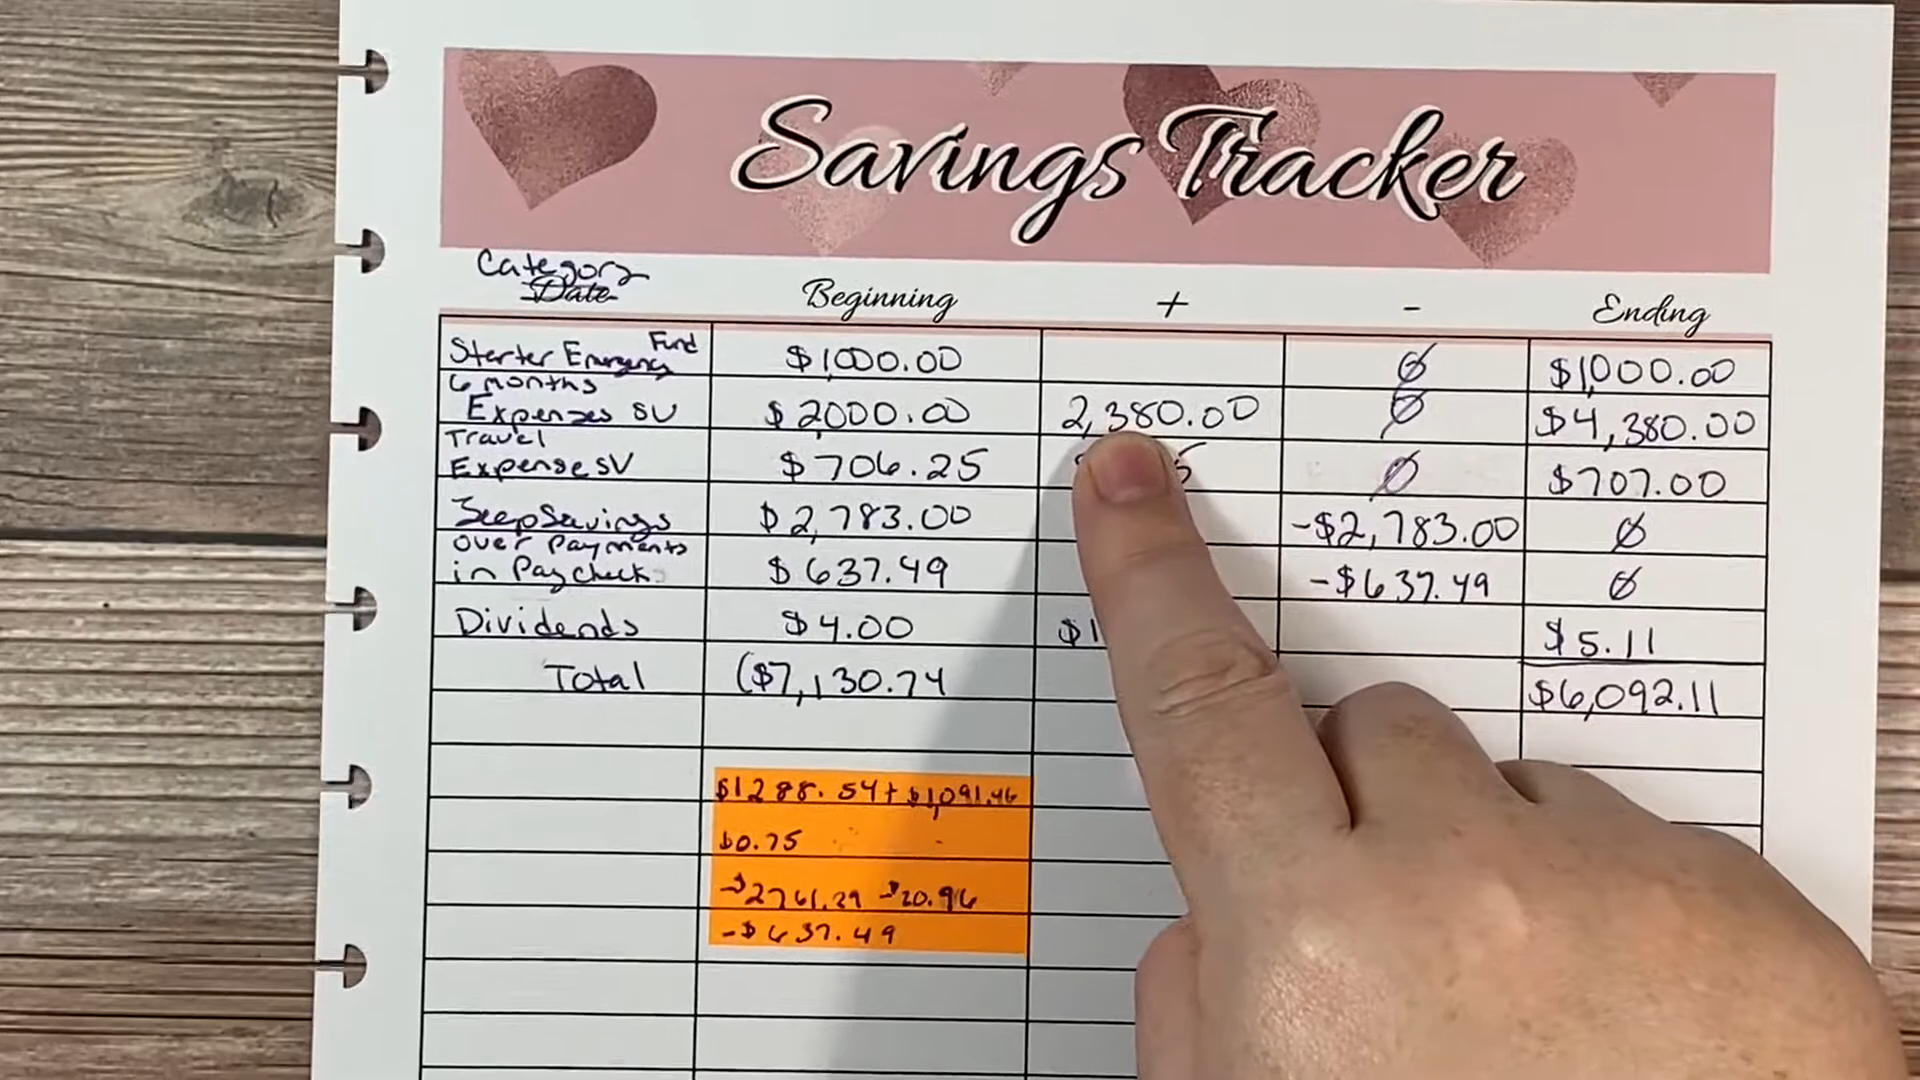 Savings Tracker
Category
Date Beginning + - Ending
Starter Emergency Fund $1,000.00 ∅ $1,000.00
6 months
Expenses SV $2,000.00 2,380.00 ∅ $4,380.00
Travel
Expense SV $706.25 ∅ $707.00
Jeep Savings $2,783.00 -$2,783.00 ∅
over Payments
in Paycheck $637.49 -$637.49 ∅
Dividends $4.00 $1 $5.11
Total ($7,130.74 $6,092.11
$1288.54+ $1,091.46
$0.75
-$2761.29 -$20.96
-$637.49